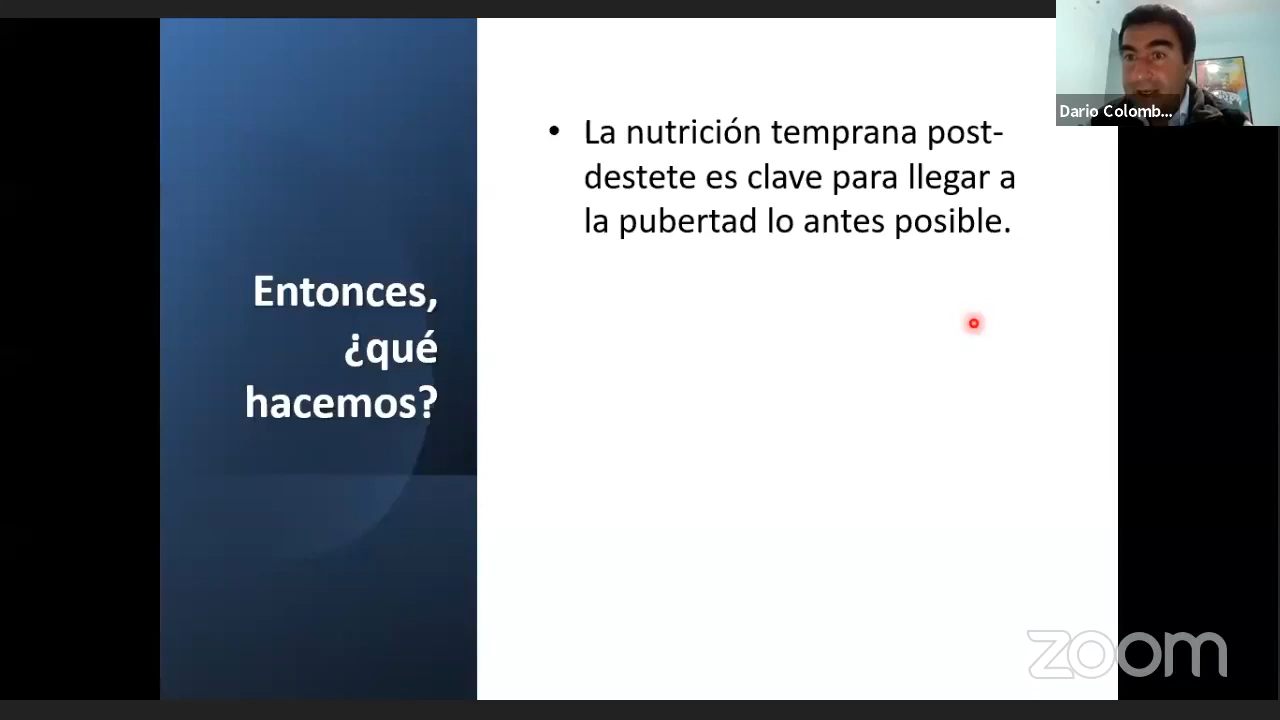 Entonces,
¿qué
hacemos?
• La nutrición temprana post-
destete es clave para llegar a
la pubertad lo antes posible.
Dario Colomb...
zoom